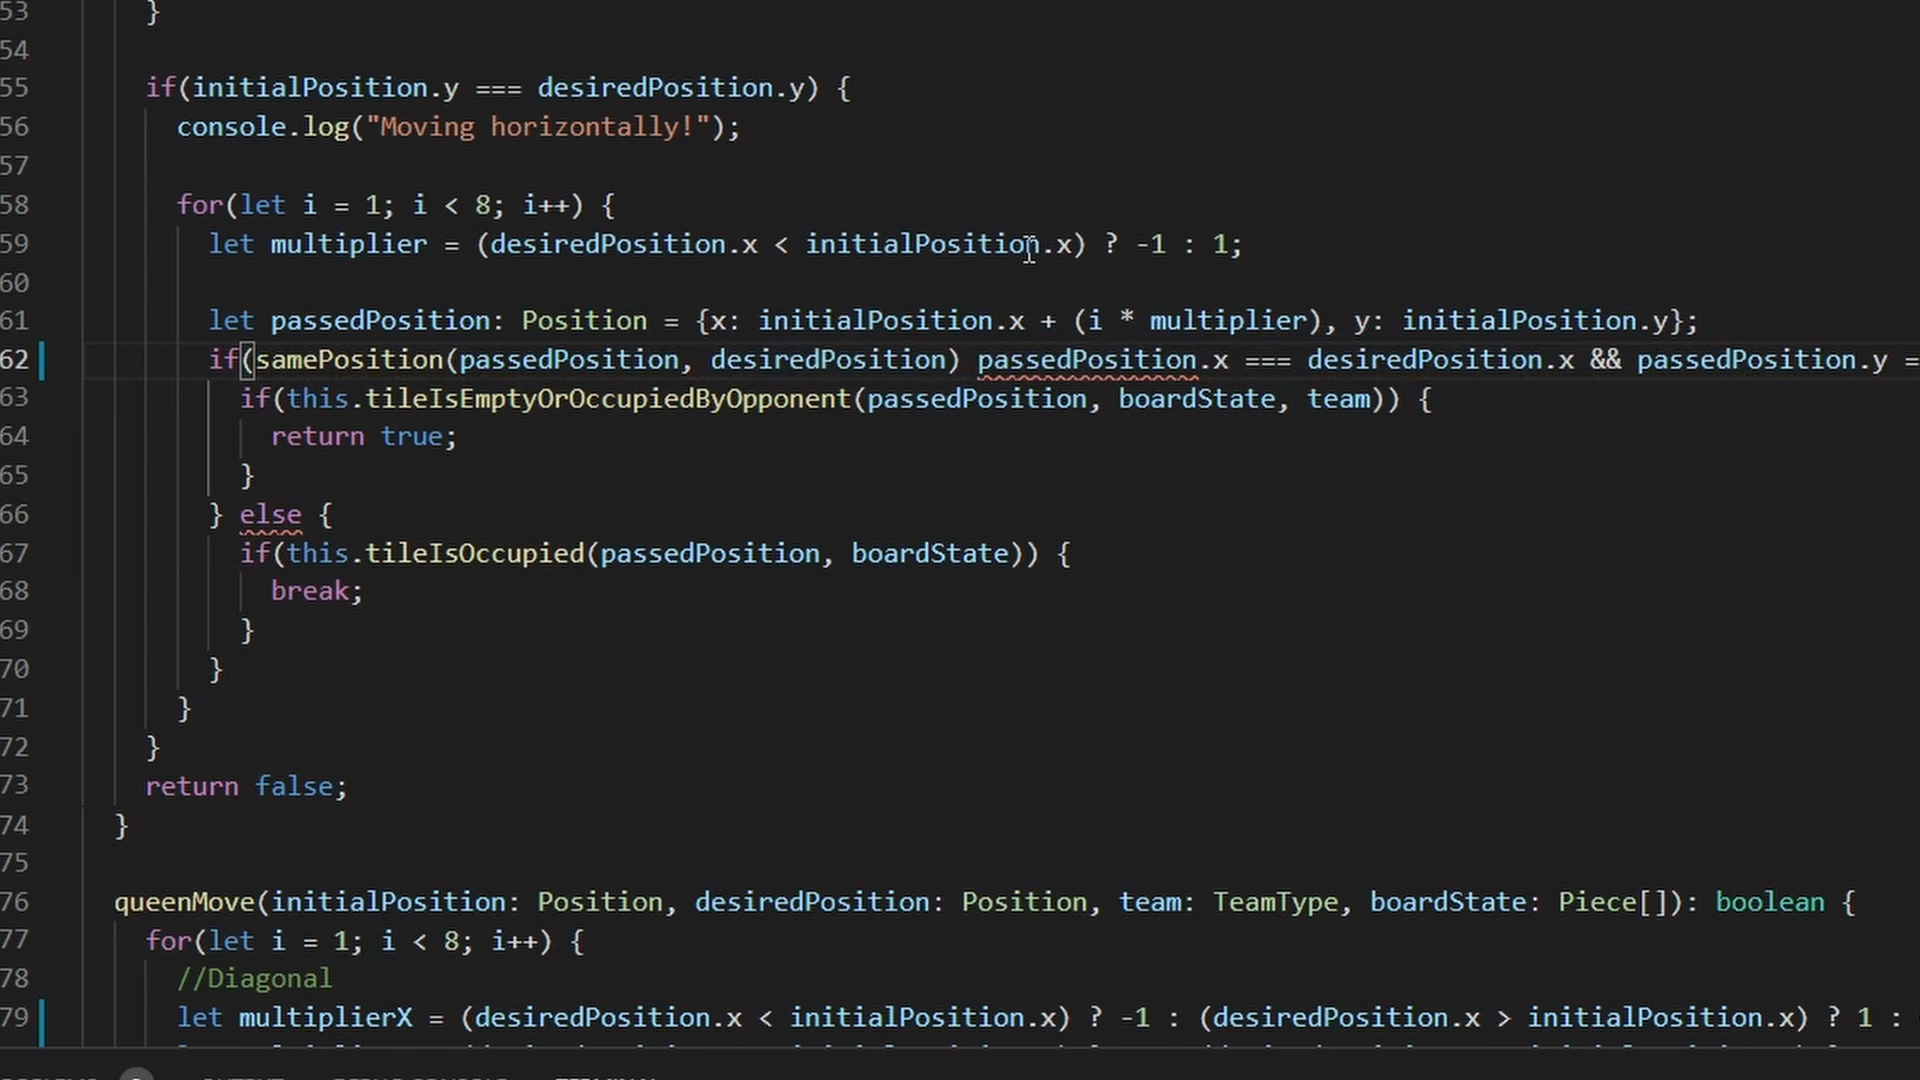 53 }
54
55 if(initialPosition.y === desiredPosition.y) {
56 console.log("Moving horizontally!");
57
58 for(let i = 1; i < 8; i++) {
59 let multiplier = (desiredPosition.x < initialPosition.x) ? -1 : 1;
60
61 let passedPosition: Position = {x: initialPosition.x + (i * multiplier), y: initialPosition.y};
62 if(samePosition(passedPosition, desiredPosition) passedPosition.x === desiredPosition.x && passedPosition.y =
63 if(this.tileIsEmptyOrOccupiedByOpponent(passedPosition, boardState, team)) {
64 return true;
65 }
66 } else {
67 if(this.tileIsOccupied(passedPosition, boardState)) {
68 break;
69 }
70 }
71 }
72 }
73 return false;
74 }
75
76 queenMove(initialPosition: Position, desiredPosition: Position, team: TeamType, boardState: Piece[]): boolean {
77 for(let i = 1; i < 8; i++) {
78 //Diagonal
79 let multiplierX = (desiredPosition.x < initialPosition.x) ? -1 : (desiredPosition.x > initialPosition.x) ? 1 :